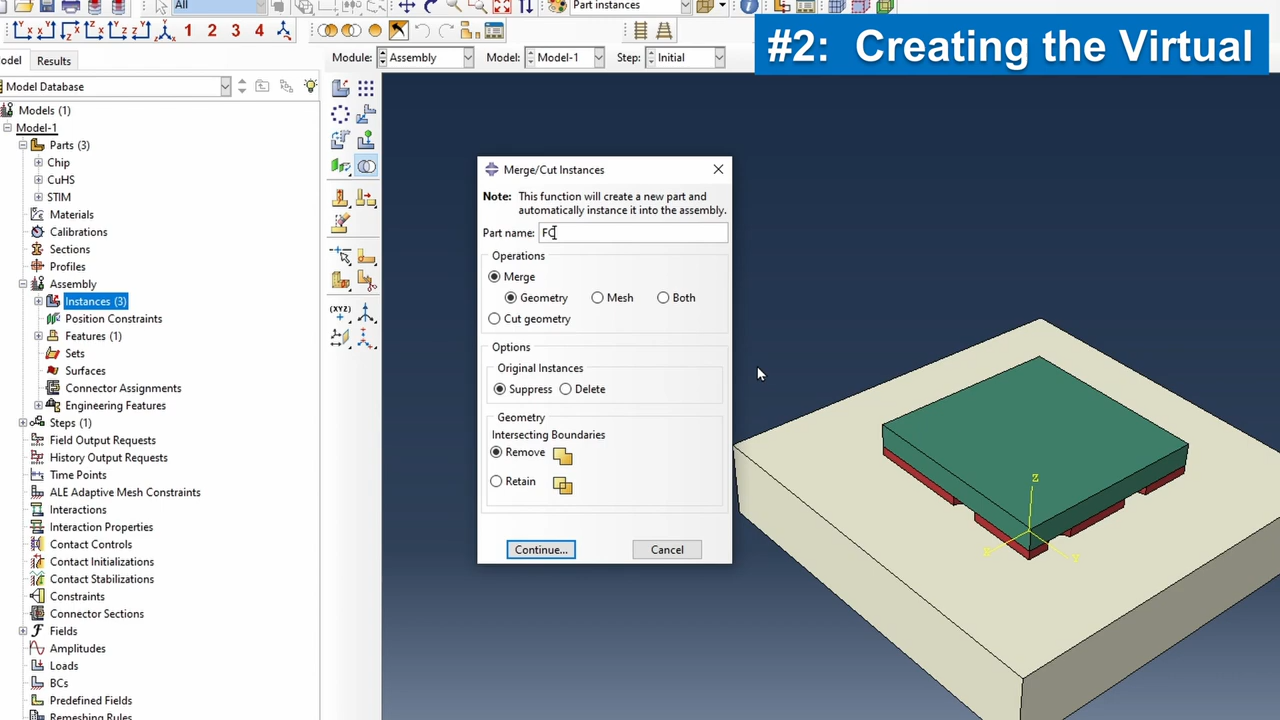 All
Part instances
#2: Creating the Virtual
1 2 3 4
Module: Assembly Model: Model-1 Step: Initial
odel Results
Model Database
Models (1)
Model-1
Parts (3)
Chip
CuHS
STIM
Materials
Calibrations
Sections
Profiles
Assembly
Instances (3)
Position Constraints
Features (1)
Sets
Surfaces
Connector Assignments
Engineering Features
Steps (1)
Field Output Requests
History Output Requests
Time Points
ALE Adaptive Mesh Constraints
Interactions
Interaction Properties
Contact Controls
Contact Initializations
Contact Stabilizations
Constraints
Connector Sections
Fields
Amplitudes
Loads
BCs
Predefined Fields
Remeshing Rules
(XYZ)
Merge/Cut Instances
Note: This function will create a new part and
automatically instance it into the assembly.
Part name: FC
Operations
Merge
Geometry Mesh Both
Cut geometry
Options
Original Instances
Suppress Delete
Geometry
Intersecting Boundaries
Remove
Retain
Continue... Cancel
Z